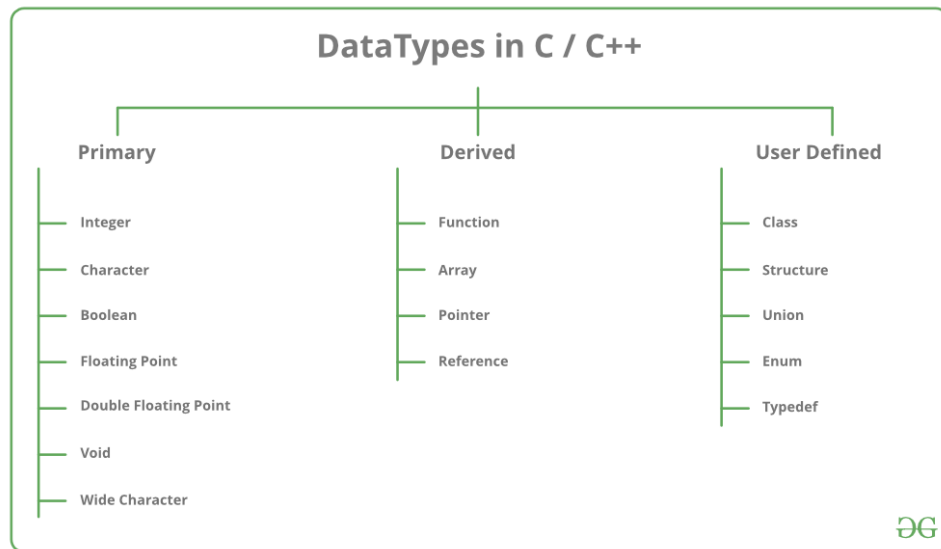 DataTypes in C / C++
Primary
Integer
Character
Boolean
Floating Point
Double Floating Point
Void
Wide Character
Derived
Function
Array
Pointer
Reference
User Defined
Class
Structure
Union
Enum
Typedef